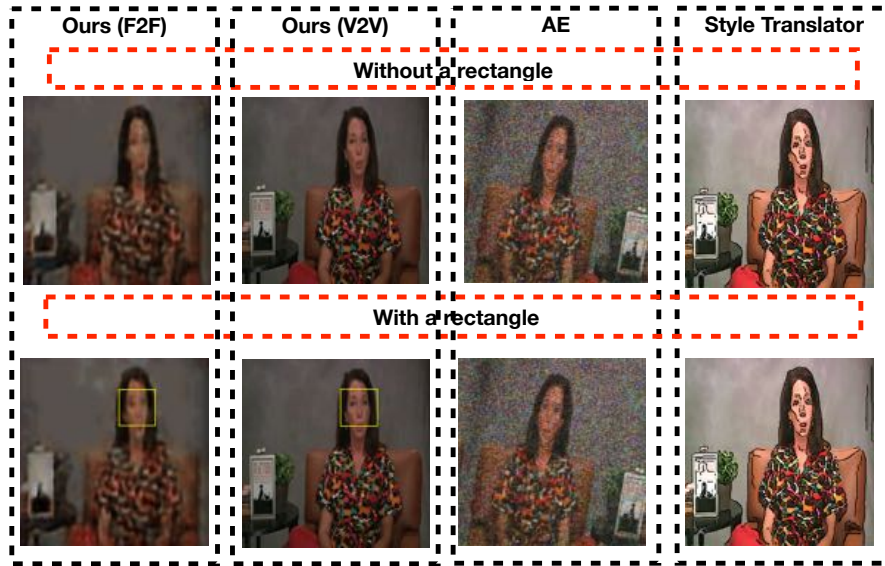 Ours (F2F)
Ours (V2V)
AE
Style Translator
Without a rectangle
With a rectangle